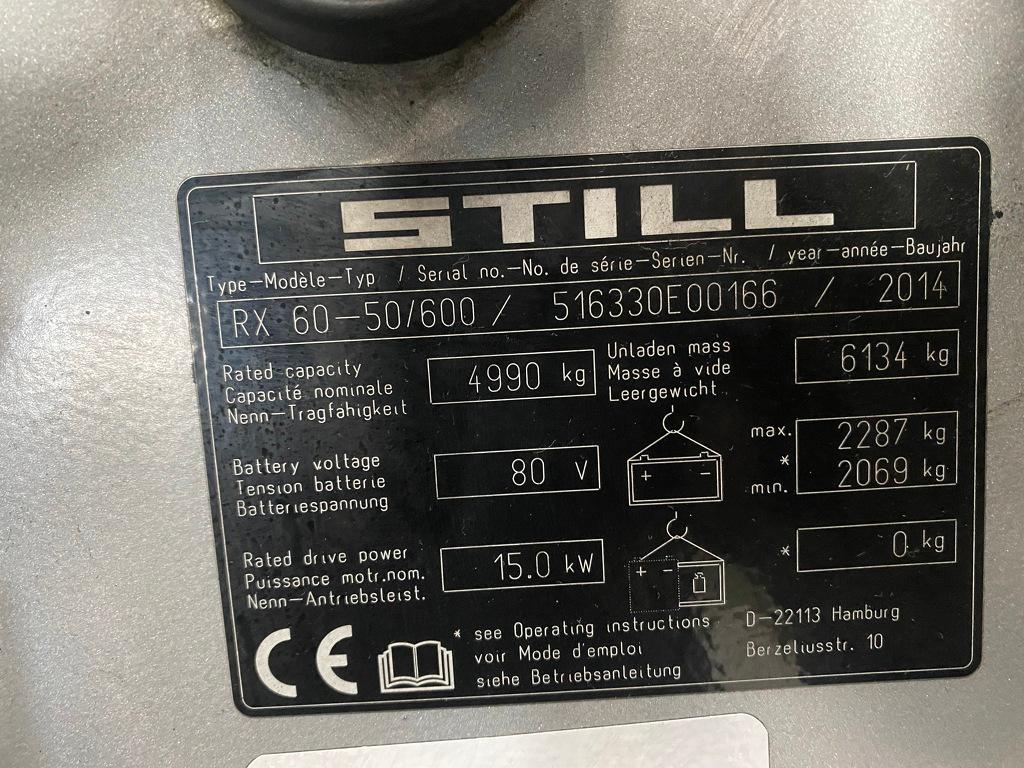 STILL
Type-Modèle-Typ / Serial no.-No. de série-Serien-Nr. / year-année-Baujahr
RX 60-50/600 / 516330E00166 / 2014
Rated capacity
Capacité nominale
Nenn-Tragfähigkeit
4990 kg
Unladen mass
Masse à vide
Leergewicht
6134 kg
Battery voltage
Tension batterie
Batteriespannung
80 V
+ -
max.
*
min.
2287 kg
2069 kg
Rated drive power
Puissance motr.nom.
Nenn-Antriebsleist.
15.0 kW
+ -
*
0 kg
CE
* see Operating instructions
voir Mode d'emploi
siehe Betriebsanleitung
D-22113 Hamburg
Berzeliusstr. 10